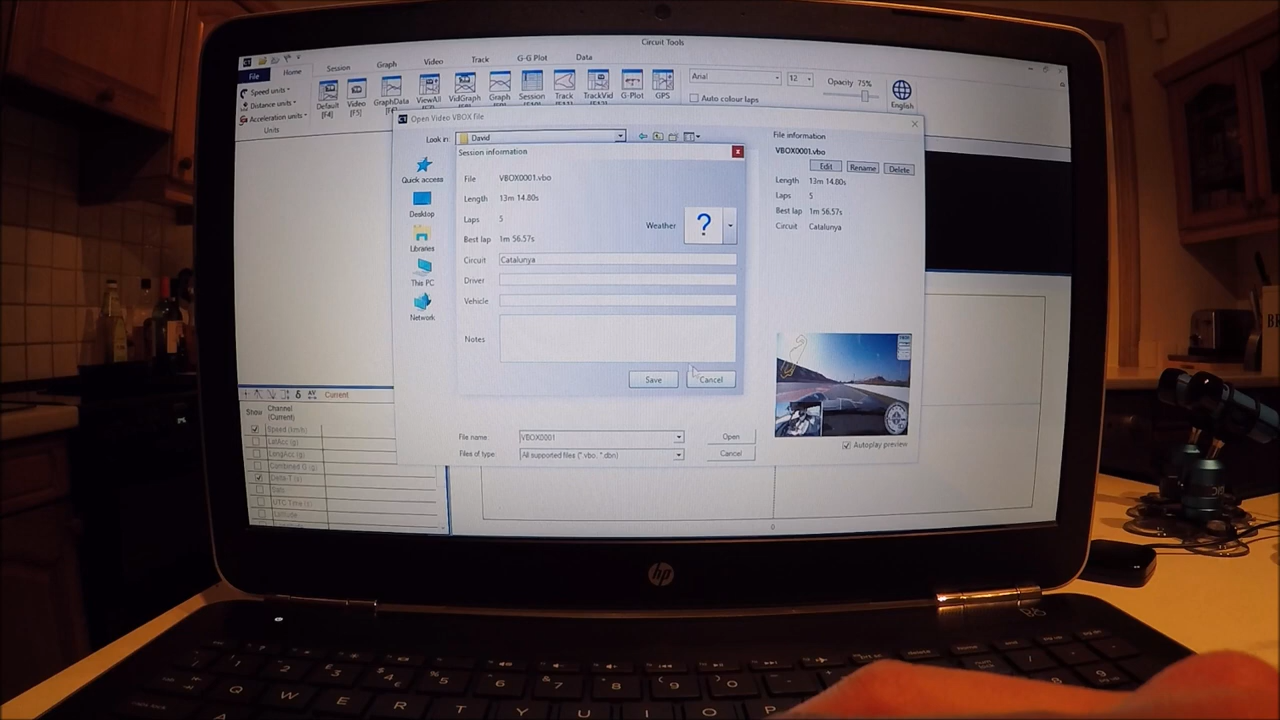 Circuit Tools
File
Home
Session
Graph
Video
Track
G-G Plot
Data
Speed units
Distance units
Acceleration units
Units
Default
[F4]
Video
[F5]
GraphData
ViewAll
VidGraph
Graph
Session
Track
TrackVid
G-Plot
GPS
Arial
12
Auto colour laps
Opacity 75%
English
Open Video VBOX File
Look in:
David
Quick access
Desktop
Libraries
This PC
Network
Session information
File VBOX0001.vbo
Length 13m 14.80s
Laps 5
Best lap 1m 56.57s
Weather
?
Circuit Catalunya
Driver
Vehicle
Notes
Save
Cancel
File information
VBOX0001.vbo
Edit
Rename
Delete
Length 13m 14.80s
Laps 5
Best lap 1m 56.57s
Circuit Catalunya
Autoplay preview
File name: VBOX0001
Open
Files of type: All supported files (*.vbo, *.dbn)
Cancel
Current
Show
Channel
(Current)
Speed (km/h)
LatAcc (g)
LongAcc (g)
Combined G (g)
Delta-T (s)
Sats
UTC Time (s)
Latitude
0
hp
Q W E R T Y U I O P